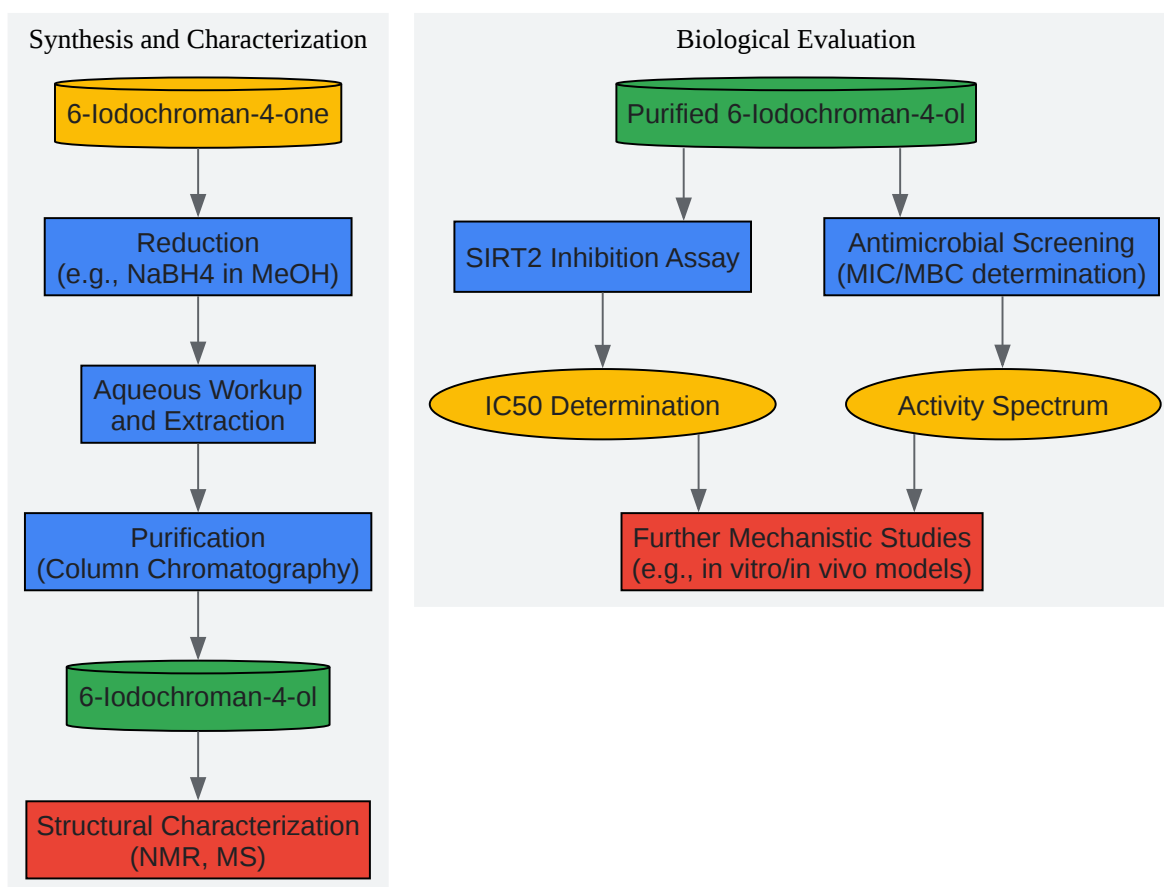 Synthesis and Characterization
6-Iodochroman-4-one
Reduction
(e.g., NaBH4 in MeOH)
Aqueous Workup
and Extraction
Purification
(Column Chromatography)
6-Iodochroman-4-ol
Structural Characterization
(NMR, MS)
Biological Evaluation
Purified 6-Iodochroman-4-ol
SIRT2 Inhibition Assay
Antimicrobial Screening
(MIC/MBC determination)
IC50 Determination
Activity Spectrum
Further Mechanistic Studies
(e.g., in vitro/in vivo models)